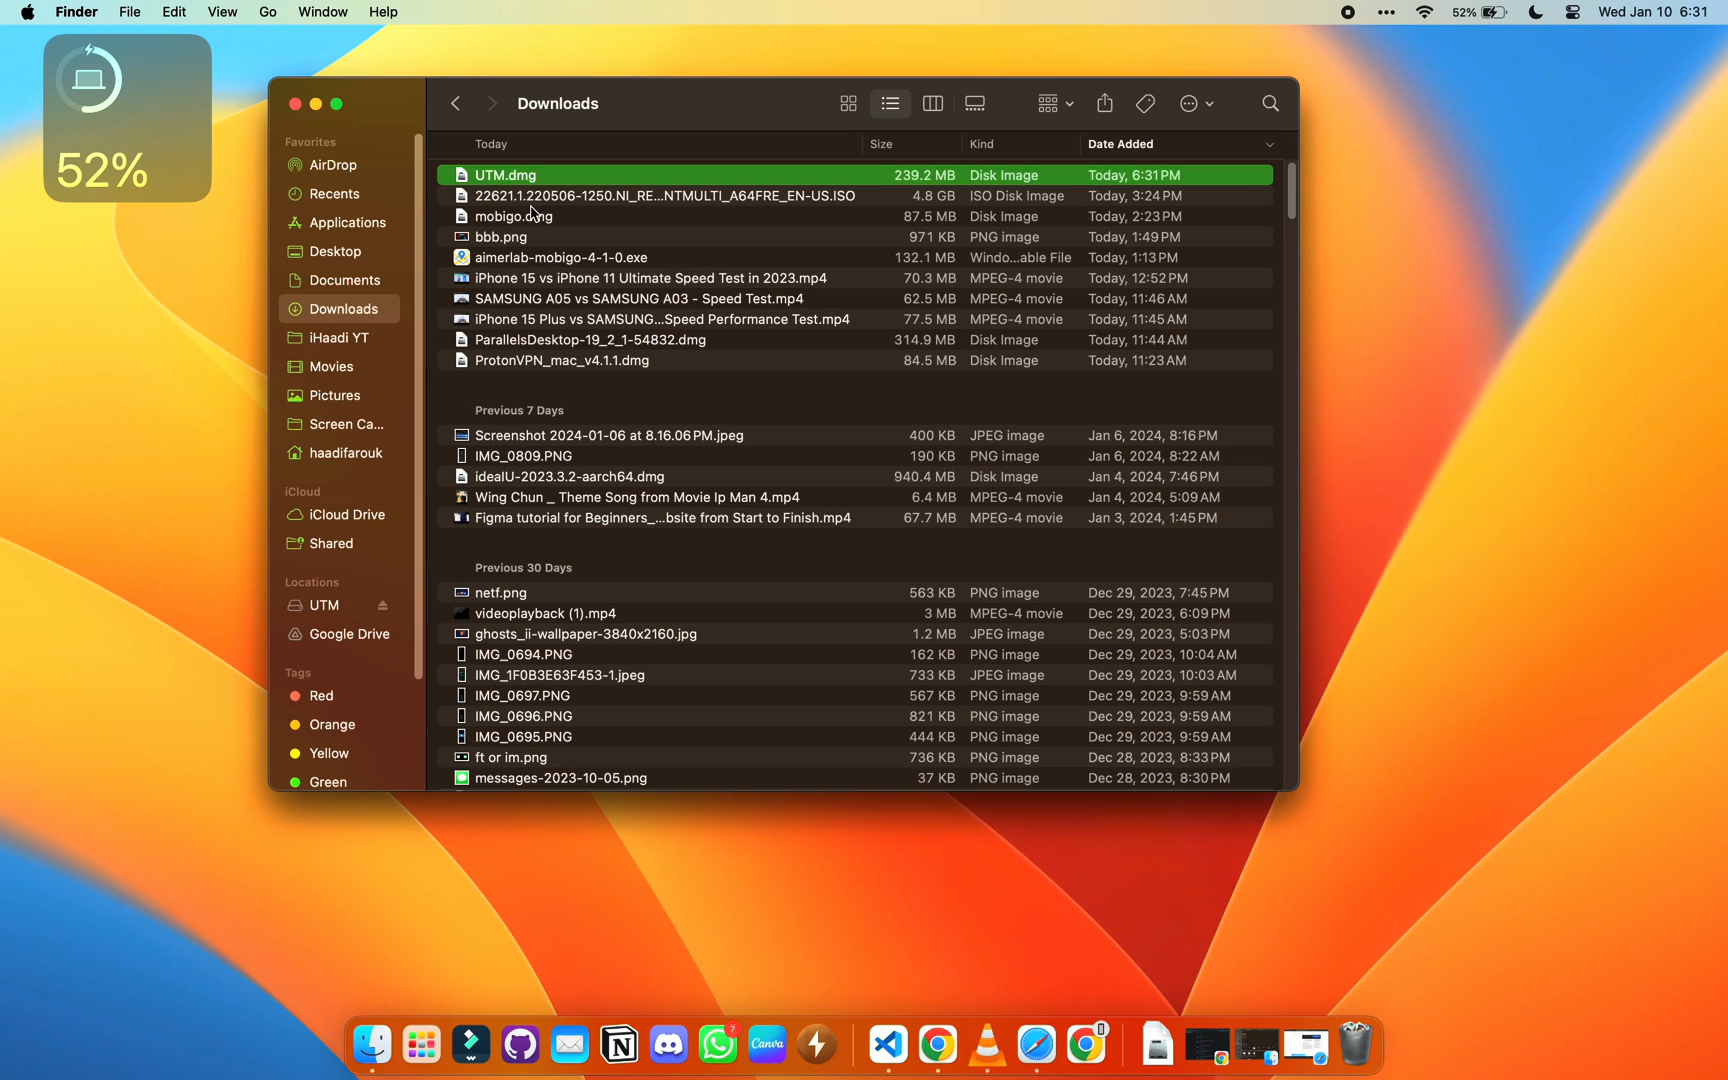 Finder File Edit View Go Window Help 52% Wed Jan 10 6:31
52%
Downloads
Favorites
AirDrop
Recents
Applications
Desktop
Documents
Downloads
iHaadi YT
Movies
Pictures
Screen Ca...
haadifarouk
iCloud
iCloud Drive
Shared
Locations
UTM
Google Drive
Tags
Red
Orange
Yellow
Green
Today Size Kind Date Added
UTM.dmg 239.2 MB Disk Image Today, 6:31 PM
22621.1.220506-1250.NI_RE...NTMULTI_A64FRE_EN-US.ISO 4.8 GB ISO Disk Image Today, 3:24 PM
mobigo.dmg 87.5 MB Disk Image Today, 2:23 PM
bbb.png 971 KB PNG image Today, 1:49 PM
aimerlab-mobigo-4-1-0.exe 132.1 MB Windo...able File Today, 1:13 PM
iPhone 15 vs iPhone 11 Ultimate Speed Test in 2023.mp4 70.3 MB MPEG-4 movie Today, 12:52 PM
SAMSUNG A05 vs SAMSUNG A03 - Speed Test.mp4 62.5 MB MPEG-4 movie Today, 11:46 AM
iPhone 15 Plus vs SAMSUNG...Speed Performance Test.mp4 77.5 MB MPEG-4 movie Today, 11:45 AM
ParallelsDesktop-19_2_1-54832.dmg 314.9 MB Disk Image Today, 11:44 AM
ProtonVPN_mac_v4.1.1.dmg 84.5 MB Disk Image Today, 11:23 AM
Previous 7 Days
Screenshot 2024-01-06 at 8.16.06 PM.jpeg 400 KB JPEG image Jan 6, 2024, 8:16 PM
IMG_0809.PNG 190 KB PNG image Jan 6, 2024, 8:22 AM
ideaIU-2023.3.2-aarch64.dmg 940.4 MB Disk Image Jan 4, 2024, 7:46 PM
Wing Chun _ Theme Song from Movie Ip Man 4.mp4 6.4 MB MPEG-4 movie Jan 4, 2024, 5:09 AM
Figma tutorial for Beginners_...bsite from Start to Finish.mp4 67.7 MB MPEG-4 movie Jan 3, 2024, 1:45 PM
Previous 30 Days
netf.png 563 KB PNG image Dec 29, 2023, 7:45 PM
videoplayback (1).mp4 3 MB MPEG-4 movie Dec 29, 2023, 6:09 PM
ghosts_ii-wallpaper-3840x2160.jpg 1.2 MB JPEG image Dec 29, 2023, 5:03 PM
IMG_0694.PNG 162 KB PNG image Dec 29, 2023, 10:04 AM
IMG_1F0B3E63F453-1.jpeg 733 KB JPEG image Dec 29, 2023, 10:03 AM
IMG_0697.PNG 567 KB PNG image Dec 29, 2023, 9:59 AM
IMG_0696.PNG 821 KB PNG image Dec 29, 2023, 9:59 AM
IMG_0695.PNG 444 KB PNG image Dec 29, 2023, 9:59 AM
ft or im.png 736 KB PNG image Dec 28, 2023, 8:33 PM
messages-2023-10-05.png 37 KB PNG image Dec 28, 2023, 8:30 PM
7
Canva